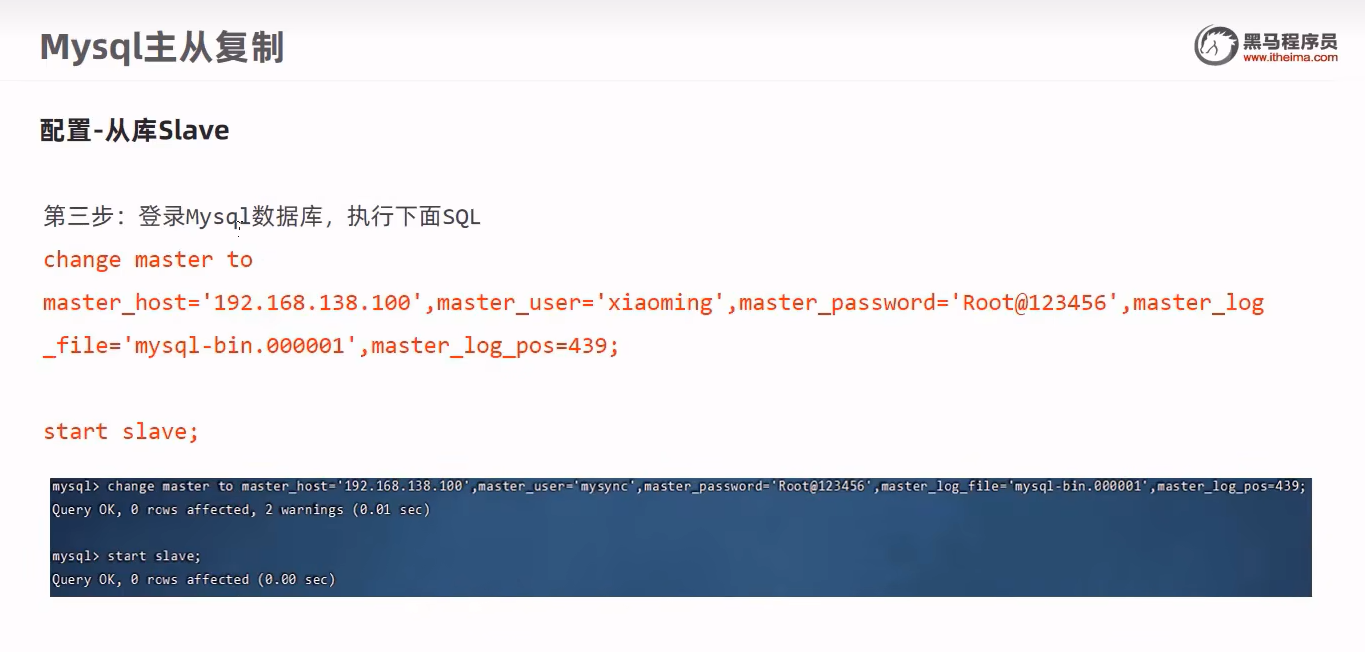 Mysql主从复制
黑马程序员
www.itheima.com
配置-从库Slave
第三步：登录Mysql数据库，执行下面SQL
change master to
master_host='192.168.138.100',master_user='xiaoming',master_password='Root@123456',master_log
_file='mysql-bin.000001',master_log_pos=439;
start slave;
mysql> change master to master_host='192.168.138.100',master_user='mysync',master_password='Root@123456',master_log_file='mysql-bin.000001',master_log_pos=439;
Query OK, 0 rows affected, 2 warnings (0.01 sec)
mysql> start slave;
Query OK, 0 rows affected (0.00 sec)